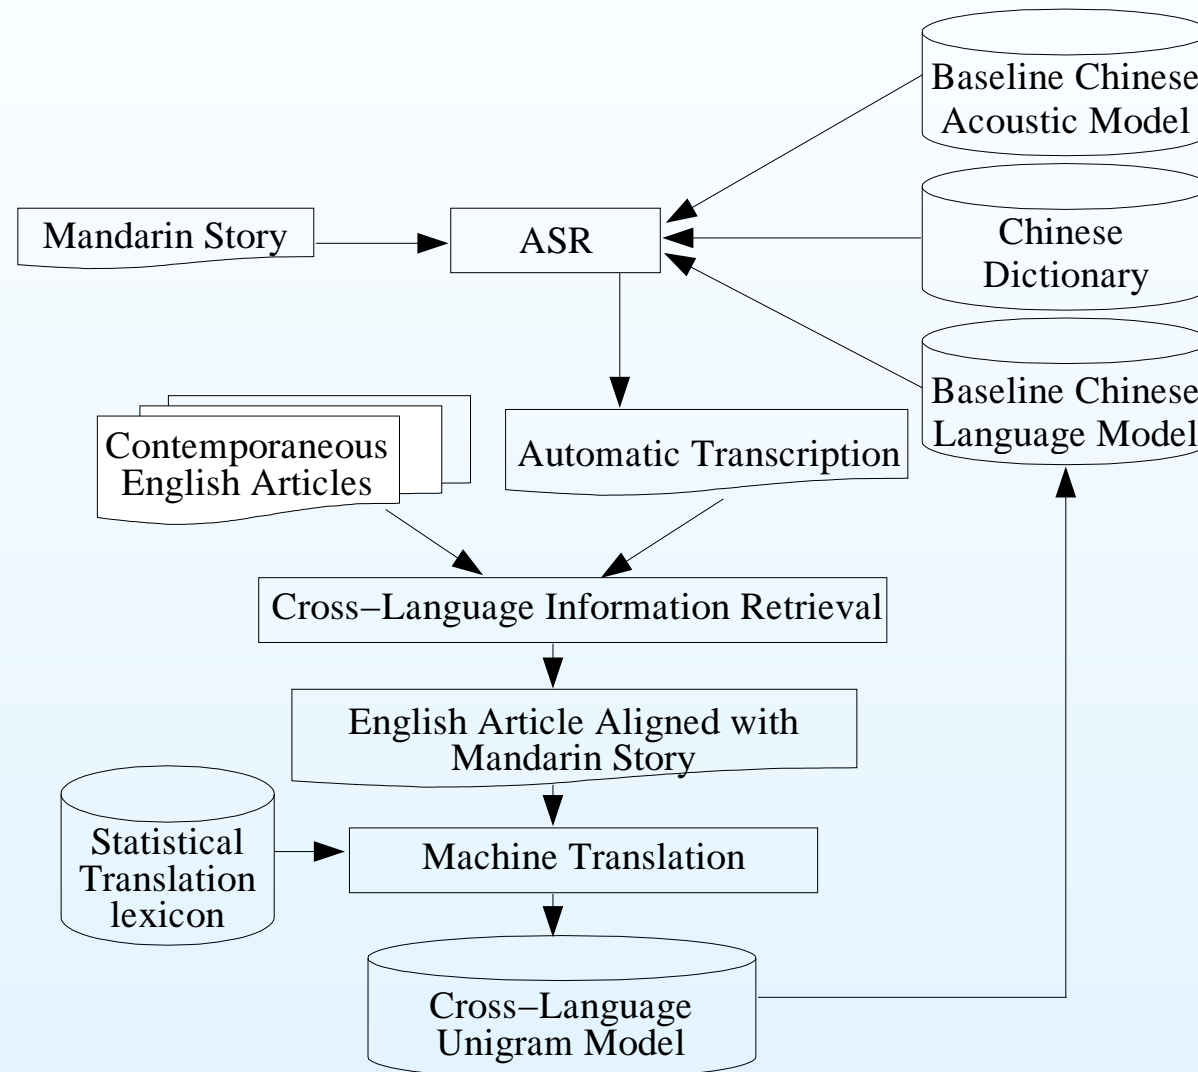 Baseline Chinese
Acoustic Model
Mandarin Story
ASR
Chinese
Dictionary
Baseline Chinese
Language Model
Contemporaneous
English Articles
Automatic Transcription
Cross−Language Information Retrieval
English Article Aligned with
Mandarin Story
Statistical
Translation
lexicon
Machine Translation
Cross−Language
Unigram Model